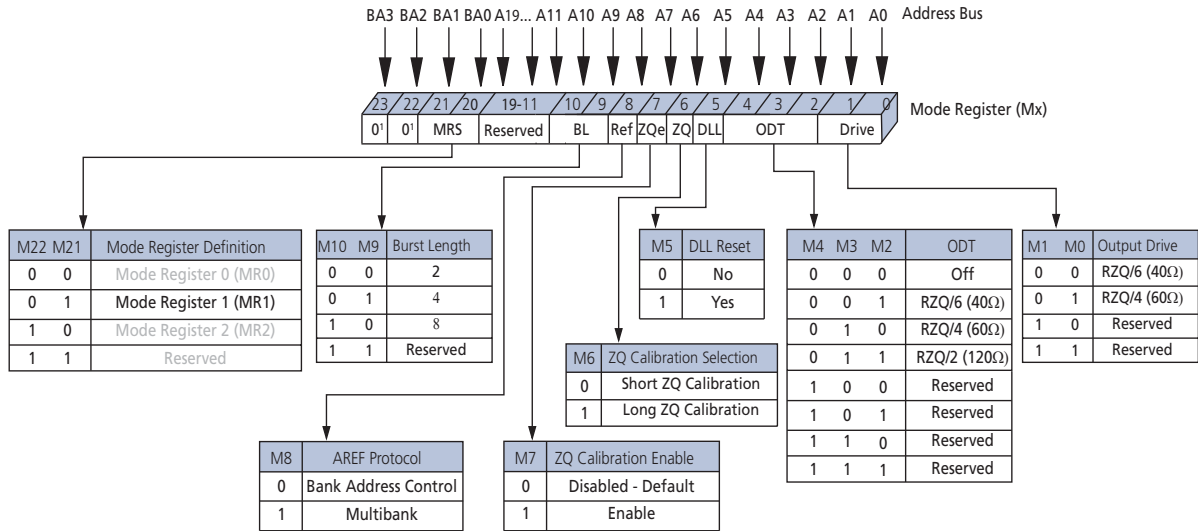 BA3 BA2 BA1 BA0 A19... A11 A10 A9 A8 A7 A6 A5 A4 A3 A2 A1 A0 Address Bus
23 22 21 20 19-11 10 9 8 7 6 5 4 3 2 1 0 Mode Register (Mx)
0¹ 0¹ MRS Reserved BL Ref ZQe ZQ DLL ODT Drive
M22 M21 Mode Register Definition
0 0 Mode Register 0 (MR0)
0 1 Mode Register 1 (MR1)
1 0 Mode Register 2 (MR2)
1 1 Reserved
M10 M9 Burst Length
0 0 2
0 1 4
1 0 8
1 1 Reserved
M5 DLL Reset
0 No
1 Yes
M4 M3 M2 ODT
0 0 0 Off
0 0 1 RZQ/6 (40Ω)
0 1 0 RZQ/4 (60Ω)
0 1 1 RZQ/2 (120Ω)
1 0 0 Reserved
1 0 1 Reserved
1 1 0 Reserved
1 1 1 Reserved
M1 M0 Output Drive
0 0 RZQ/6 (40Ω)
0 1 RZQ/4 (60Ω)
1 0 Reserved
1 1 Reserved
M6 ZQ Calibration Selection
0 Short ZQ Calibration
1 Long ZQ Calibration
M8 AREF Protocol
0 Bank Address Control
1 Multibank
M7 ZQ Calibration Enable
0 Disabled - Default
1 Enable